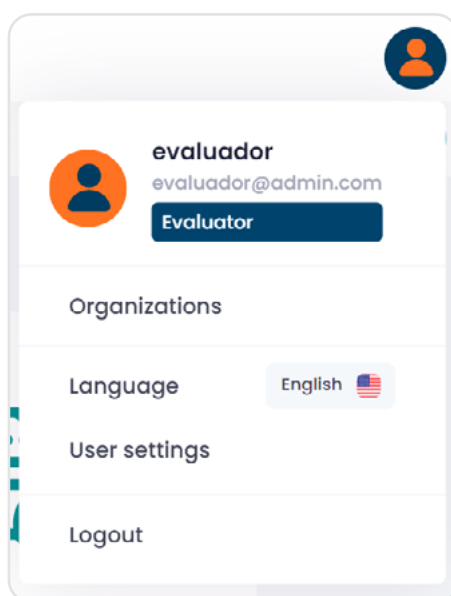 evaluador
evaluador@admin.com
Evaluator
Organizations
Language English
User settings
Logout